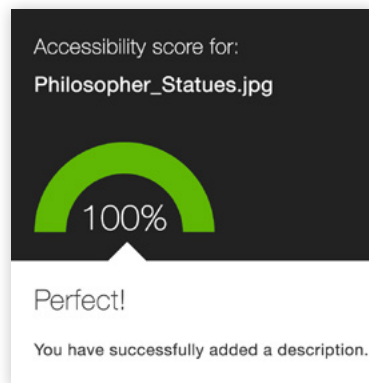 Accessibility score for:
Philosopher_Statues.jpg
100%
Perfect!
You have successfully added a description.